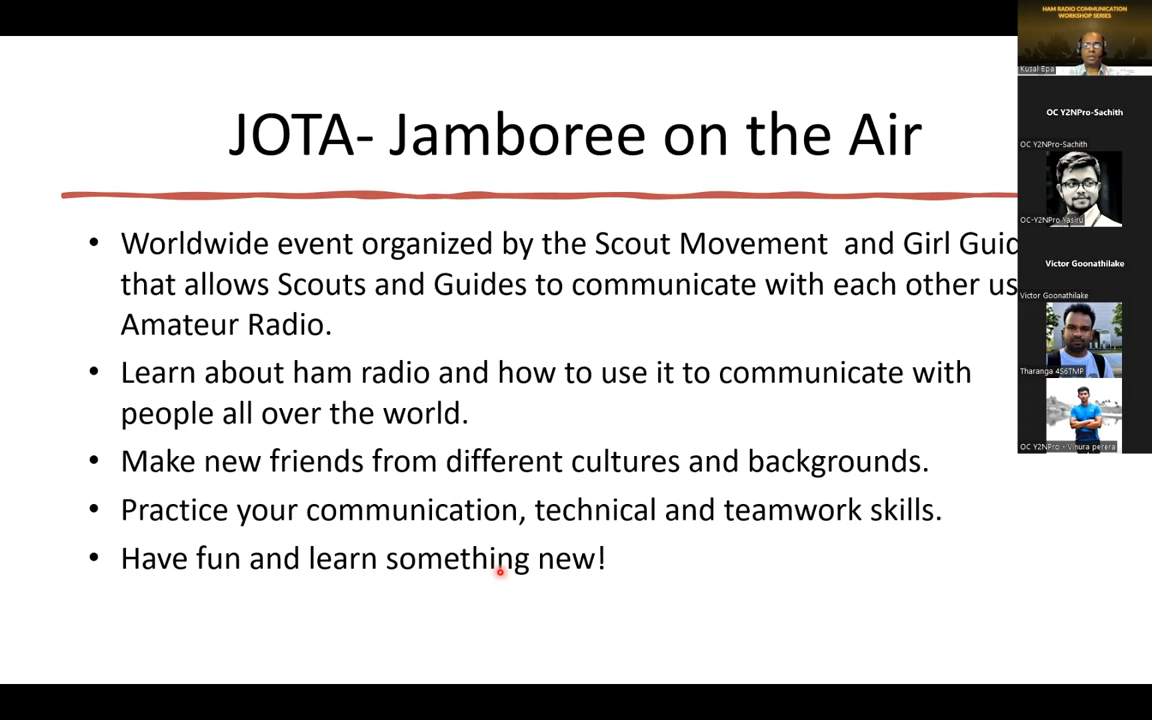 JOTA- Jamboree on the Air
• Worldwide event organized by the Scout Movement and Girl Guid
that allows Scouts and Guides to communicate with each other us
Amateur Radio.
• Learn about ham radio and how to use it to communicate with
people all over the world.
• Make new friends from different cultures and backgrounds.
• Practice your communication, technical and teamwork skills.
• Have fun and learn something new!
HAM RADIO COMMUNICATION
WORKSHOP SERIES
Kusal Epa
OC Y2NPro-Sachith
OC Y2NPro-Sachith
OC-Y2NPro Yasiru
Victor Goonathilake
Victor Goonathilake
Tharanga 4S6TMP
OC Y2NPro - Vinura perera